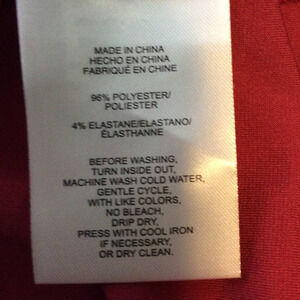 MADE IN CHINA
HECHO EN CHINA
FABRIQUÉ EN CHINE
96% POLYESTER/
POLIESTER
4% ELASTANE/ELASTANO/
ÉLASTHANNE
BEFORE WASHING,
TURN INSIDE OUT,
MACHINE WASH COLD WATER,
GENTLE CYCLE,
WITH LIKE COLORS,
NO BLEACH,
DRIP DRY,
PRESS WITH COOL IRON
IF NECESSARY,
OR DRY CLEAN.